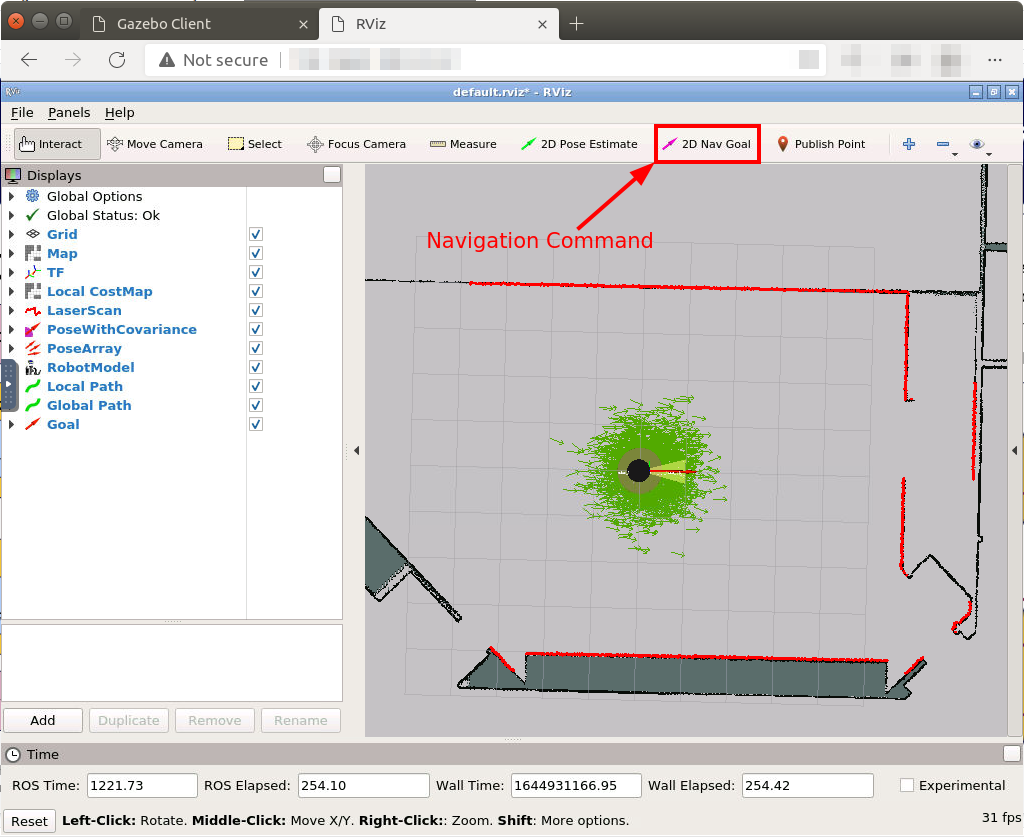 Gazebo Client
RViz
Not secure
RViz
default.rviz* - RViz
File Panels Help
Interact Move Camera Select Focus Camera Measure 2D Pose Estimate 2D Nav Goal Publish Point
Displays
Global Options
Global Status: Ok
Grid
Map
TF
Local CostMap
LaserScan
PoseWithCovariance
PoseArray
RobotModel
Local Path
Global Path
Goal
Navigation Command
Add Duplicate Remove Rename
Time
ROS Time: 1221.73 ROS Elapsed: 254.10 Wall Time: 1644931166.95 Wall Elapsed: 254.42 Experimental
Reset Left-Click: Rotate. Middle-Click: Move X/Y. Right-Click:: Zoom. Shift: More options. 31 fps